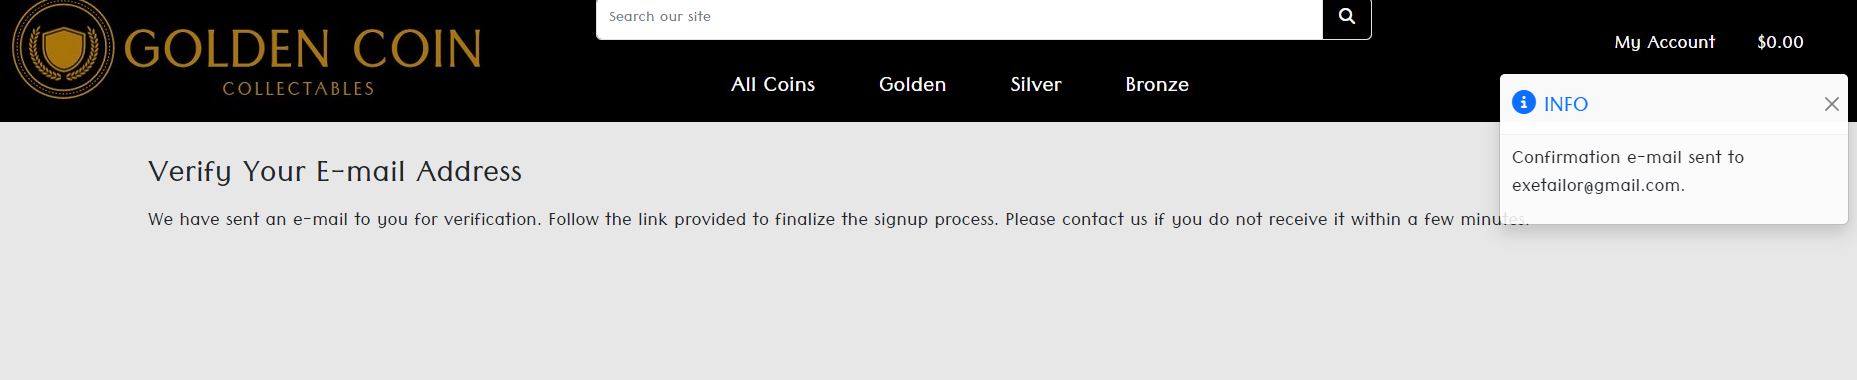 GOLDEN COIN
COLLECTABLES
Search our site
My Account $0.00
All Coins Golden Silver Bronze
INFO
Confirmation e-mail sent to
exetailor@gmail.com.
Verify Your E-mail Address
We have sent an e-mail to you for verification. Follow the link provided to finalize the signup process. Please contact us if you do not receive it within a few minutes.